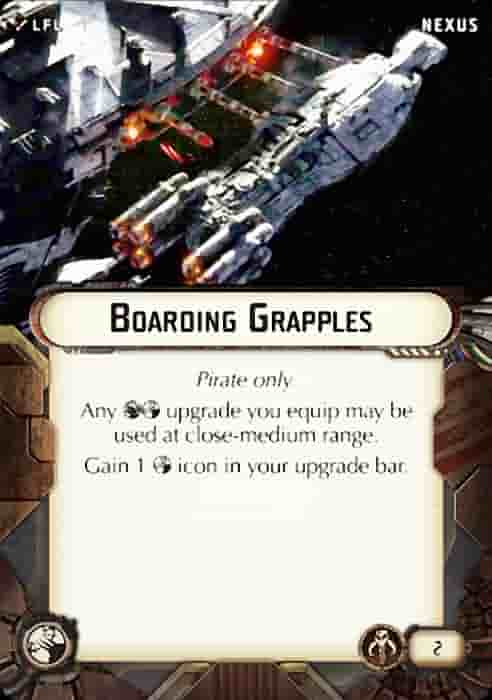 NEXUS
BOARDING GRAPPLES
Pirate only
Any upgrade you equip may be
used at close-medium range.
Gain 1 icon in your upgrade bar.
2